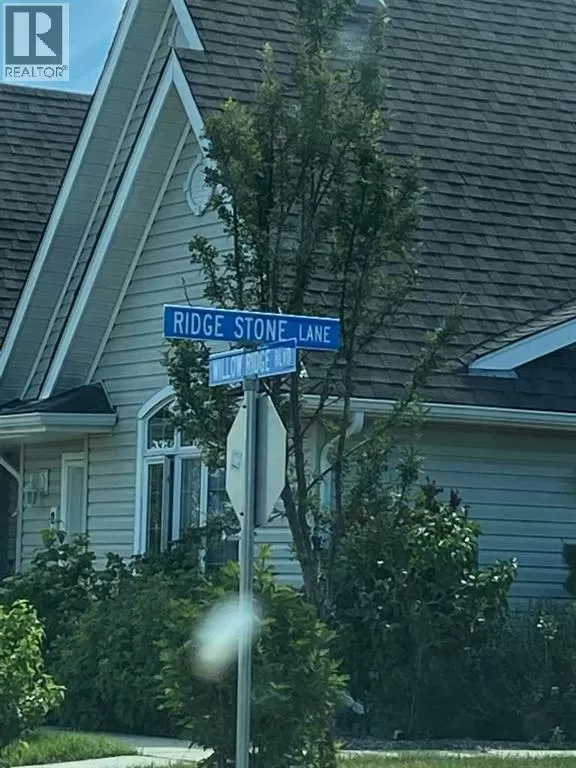 R
REALTOR®
RIDGE STONE LANE
WILLOW RIDGE BLVD